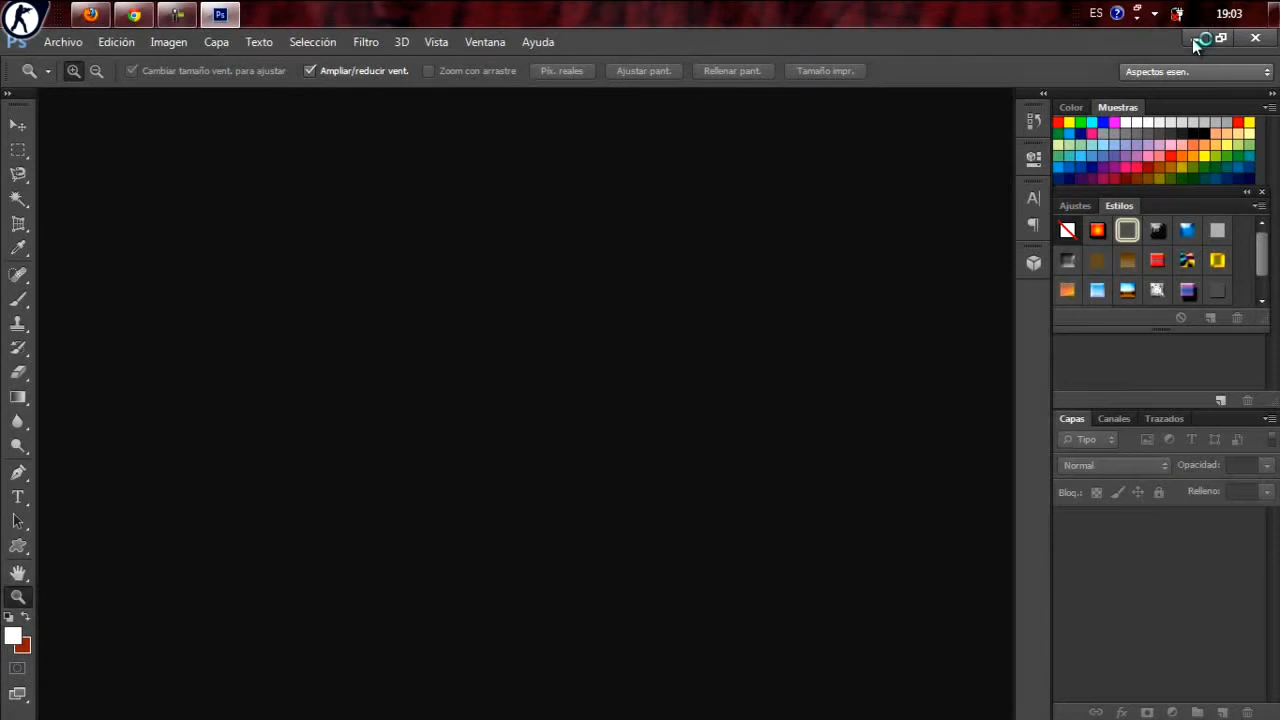 ES 19:03
Ps Archivo Edición Imagen Capa Texto Selección Filtro 3D Vista Ventana Ayuda
Cambiar tamaño vent. para ajustar Ampliar/reducir vent. Zoom con arrastre Píx. reales Ajustar pant. Rellenar pant. Tamaño impr. Aspectos esen.
Color Muestras
Ajustes Estilos
Capas Canales Trazados
Tipo
Normal Opacidad:
Bloq.: Relleno: